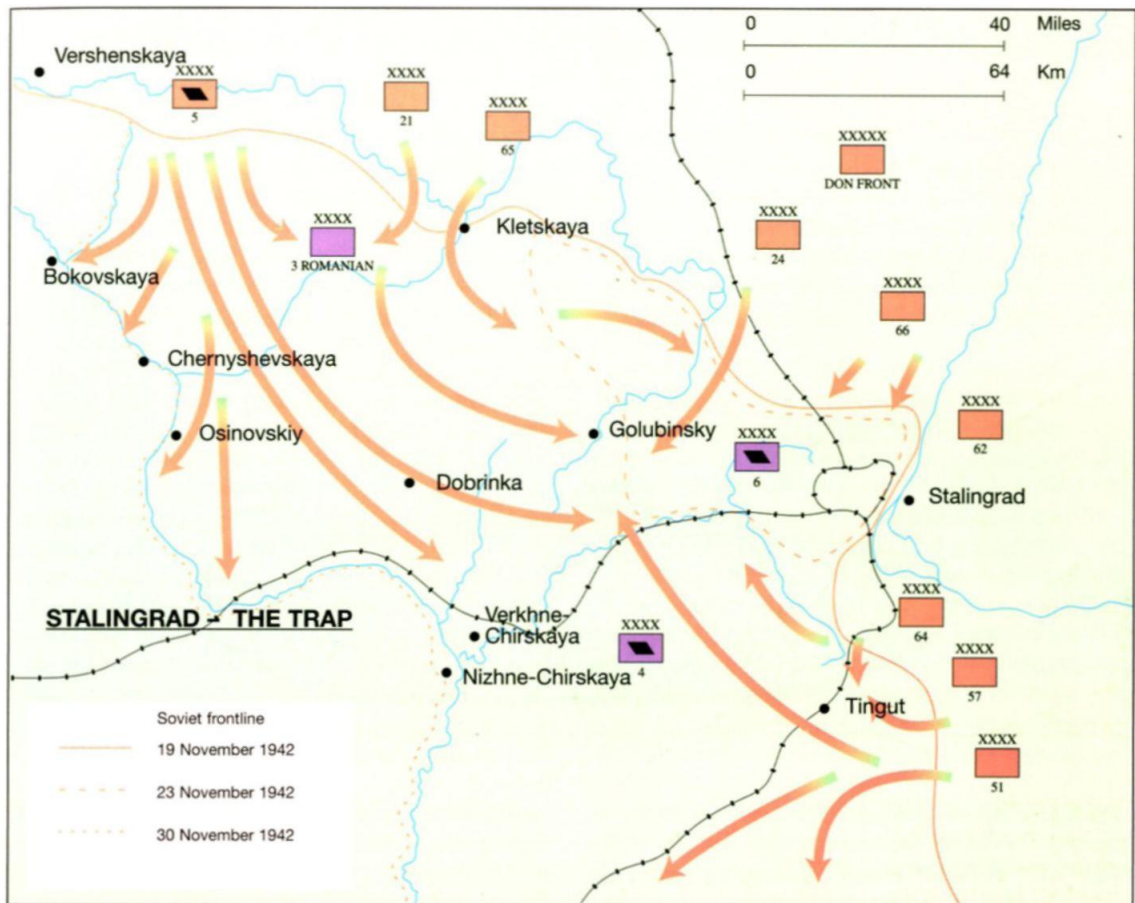 0 40 Miles
0 64 Km
Vershenskaya
XXXX
5
XXXX
21
XXXX
65
XXXXX
DON FRONT
XXXX
3 ROMANIAN
Kletskaya
XXXX
24
Bokovskaya
XXXX
66
Chernyshevskaya
XXXX
62
Osinovskiy
Golubinsky
XXXX
6
Dobrinka
Stalingrad
STALINGRAD - THE TRAP
Verkhne-
Chirskaya
XXXX
4
XXXX
64
Nizhne-Chirskaya
XXXX
57
Tingut
XXXX
51
Soviet frontline
19 November 1942
23 November 1942
30 November 1942